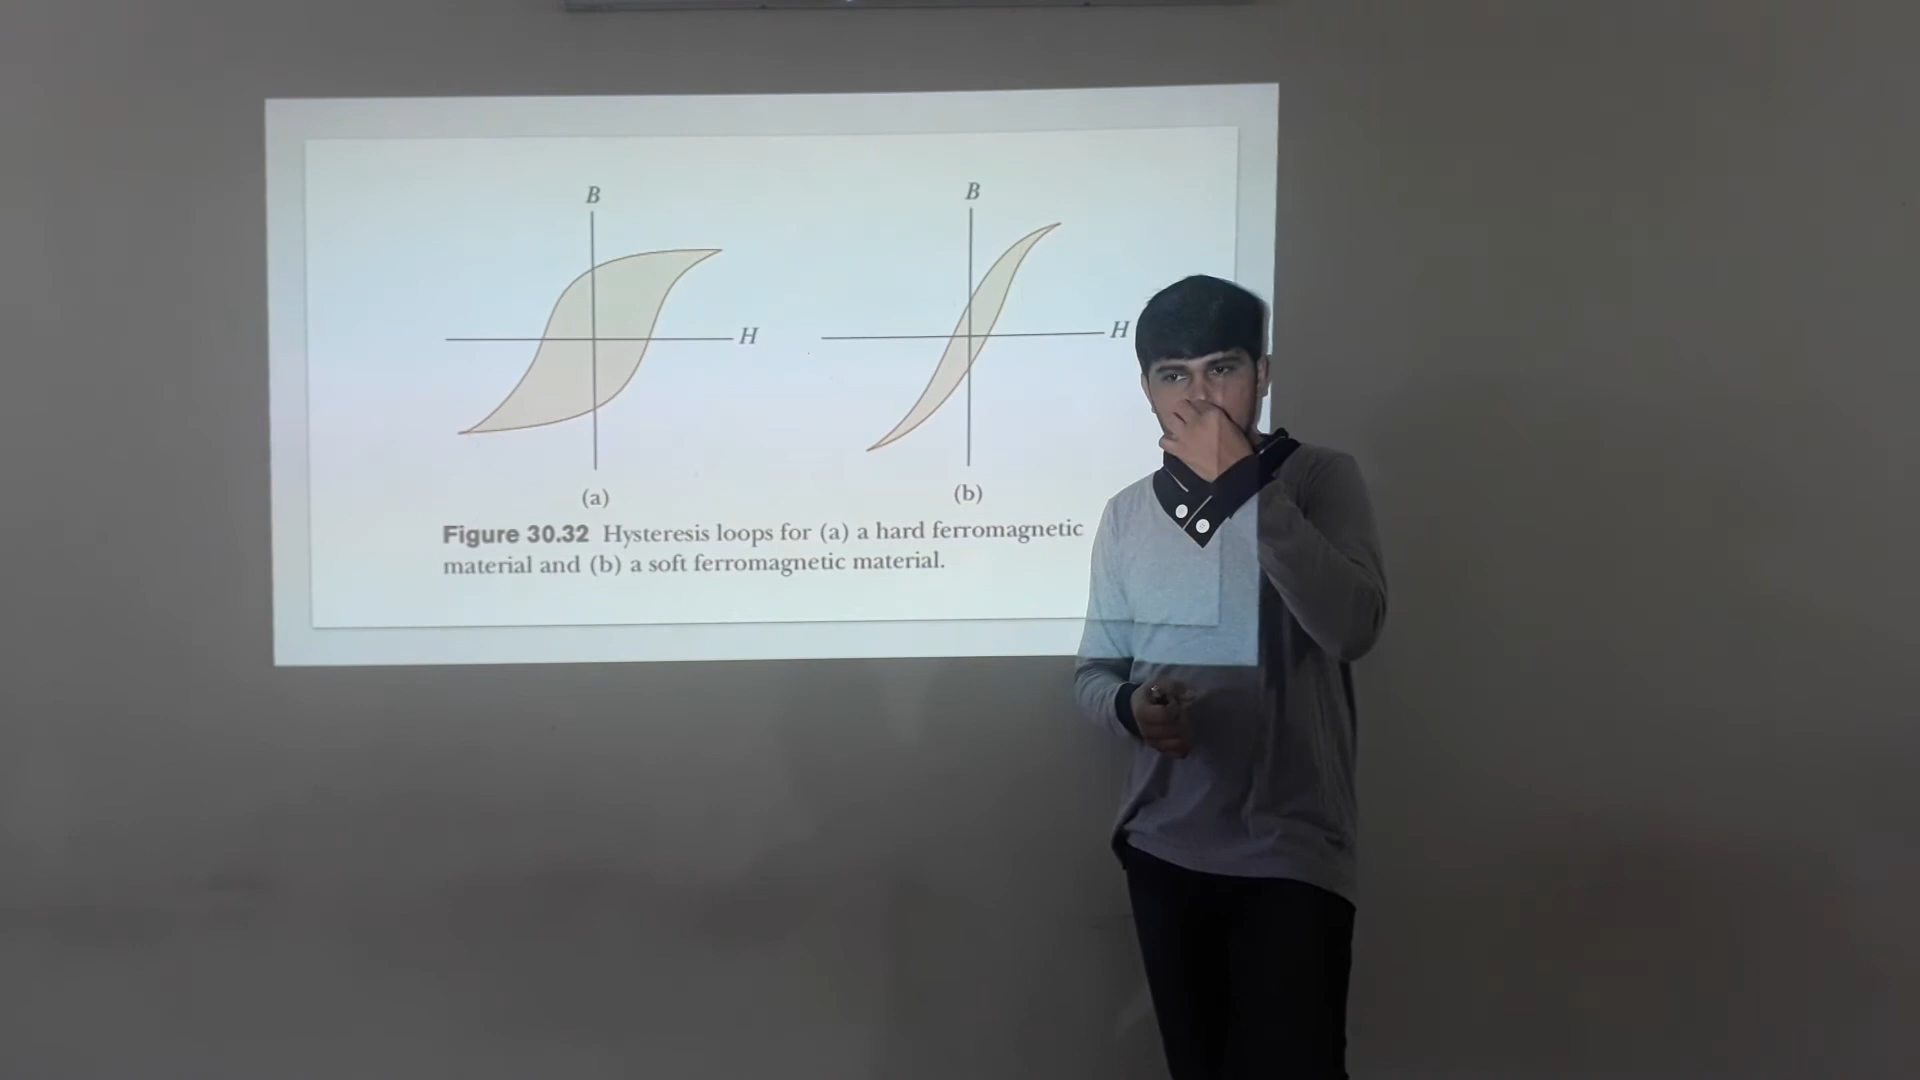 B
B
H
H
(a)
(b)
Figure 30.32 Hysteresis loops for (a) a hard ferromagnetic
material and (b) a soft ferromagnetic material.